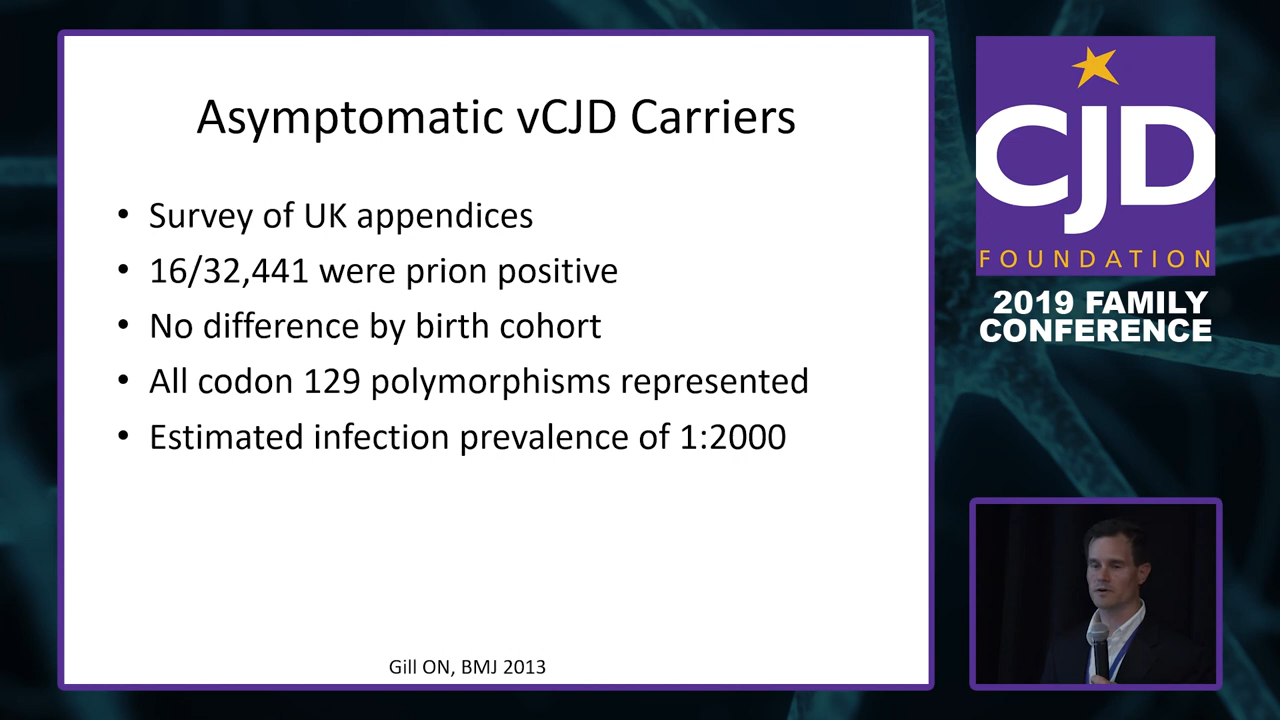 Asymptomatic vCJD Carriers
• Survey of UK appendices
• 16/32,441 were prion positive
• No difference by birth cohort
• All codon 129 polymorphisms represented
• Estimated infection prevalence of 1:2000
Gill ON, BMJ 2013
CJD
FOUNDATION
2019 FAMILY
CONFERENCE